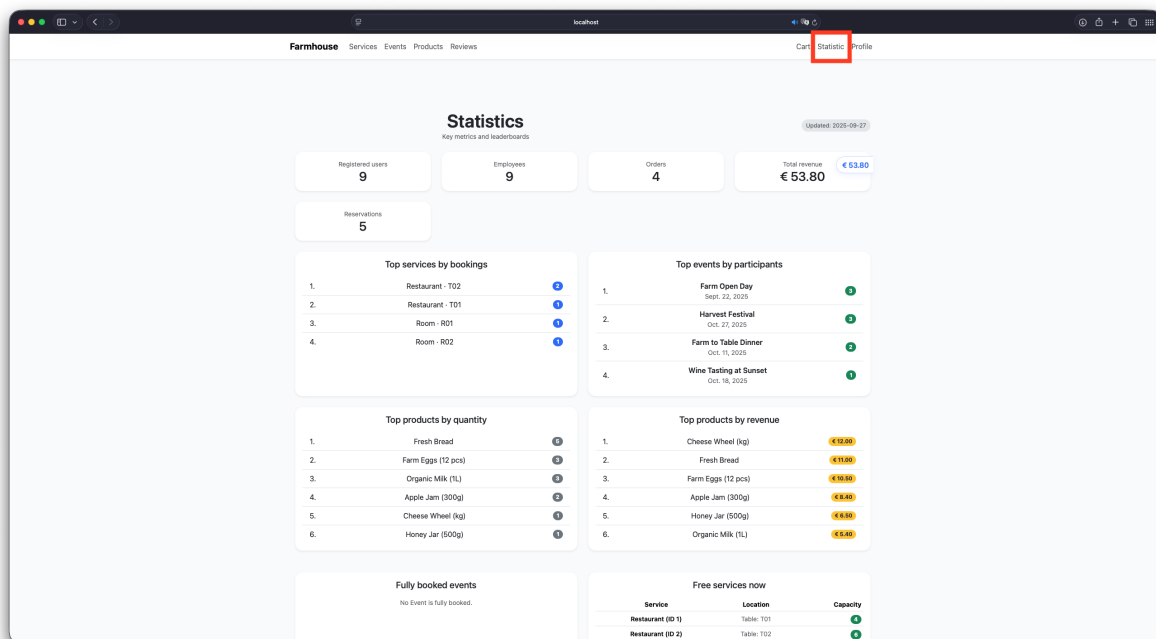 localhost
Farmhouse Services Events Products Reviews Cart Statistic Profile
Statistics
Key metrics and leaderboards
Updated: 2025-09-27
Registered users
9
Employees
9
Orders
4
Total revenue
€ 53.80
€ 53.80
Reservations
5
Top services by bookings
1. Restaurant · T02 2
2. Restaurant · T01 1
3. Room · R01 1
4. Room · R02 1
Top events by participants
1. Farm Open Day 3
Sept. 22, 2025
2. Harvest Festival 3
Oct. 27, 2025
3. Farm to Table Dinner 2
Oct. 11, 2025
4. Wine Tasting at Sunset 1
Oct. 18, 2025
Top products by quantity
1. Fresh Bread 5
2. Farm Eggs (12 pcs) 3
3. Organic Milk (1L) 3
4. Apple Jam (300g) 2
5. Cheese Wheel (kg) 1
6. Honey Jar (500g) 1
Top products by revenue
1. Cheese Wheel (kg) € 12.00
2. Fresh Bread € 11.00
3. Farm Eggs (12 pcs) € 10.50
4. Apple Jam (300g) € 8.40
5. Honey Jar (500g) € 6.50
6. Organic Milk (1L) € 5.40
Fully booked events
No Event is fully booked.
Free services now
Service Location Capacity
Restaurant (ID 1) Table: T01 4
Restaurant (ID 2) Table: T02 6